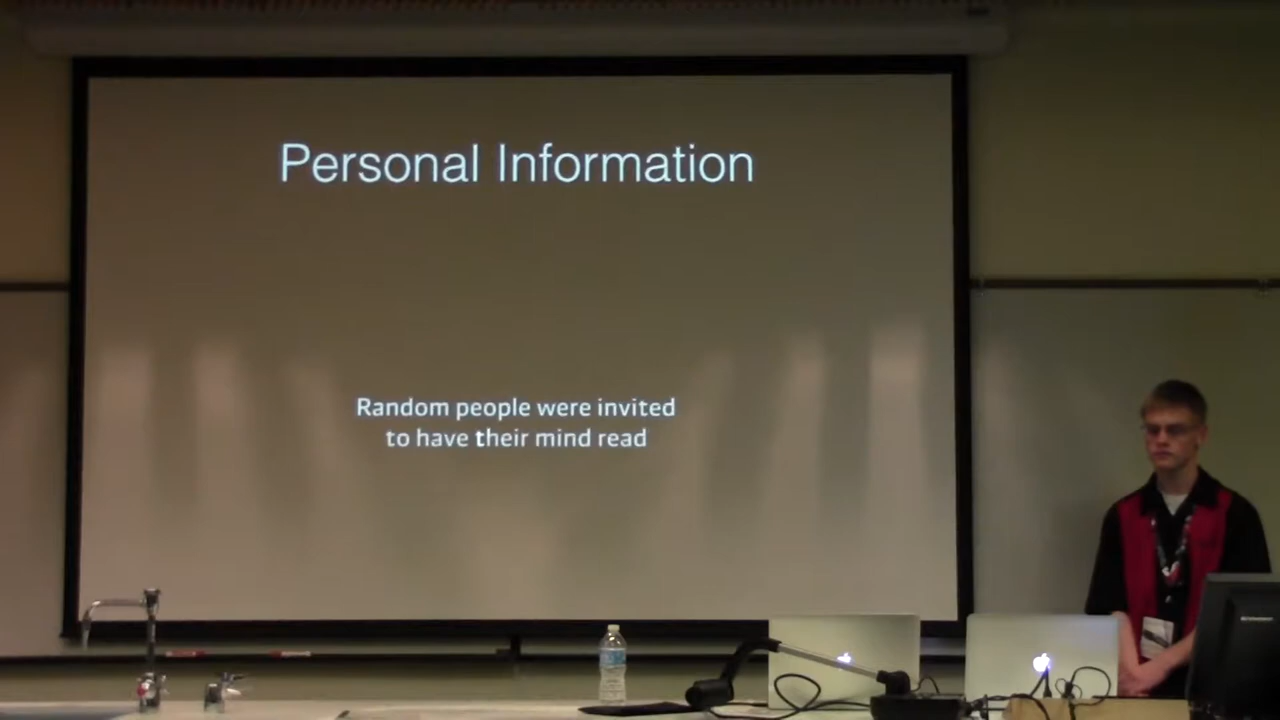 Personal Information
Random people were invited
to have their mind read